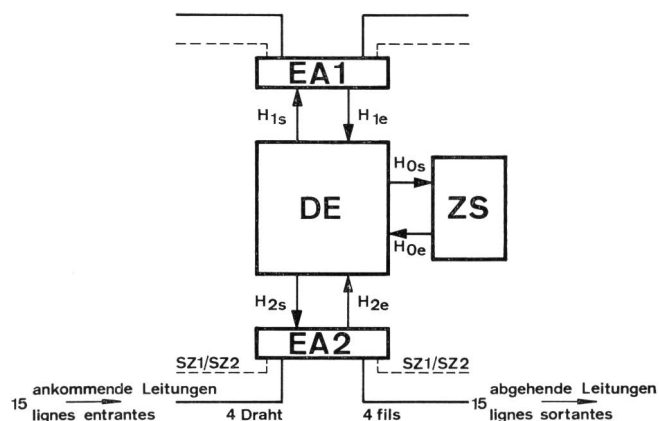 EA1
H1s H1e
H0s
DE ZS
H0e
H2s H2e
EA2
SZ1/SZ2 SZ1/SZ2
ankommende Leitungen abgehende Leitungen
15 15
lignes entrantes 4 Draht 4 fils lignes sortantes